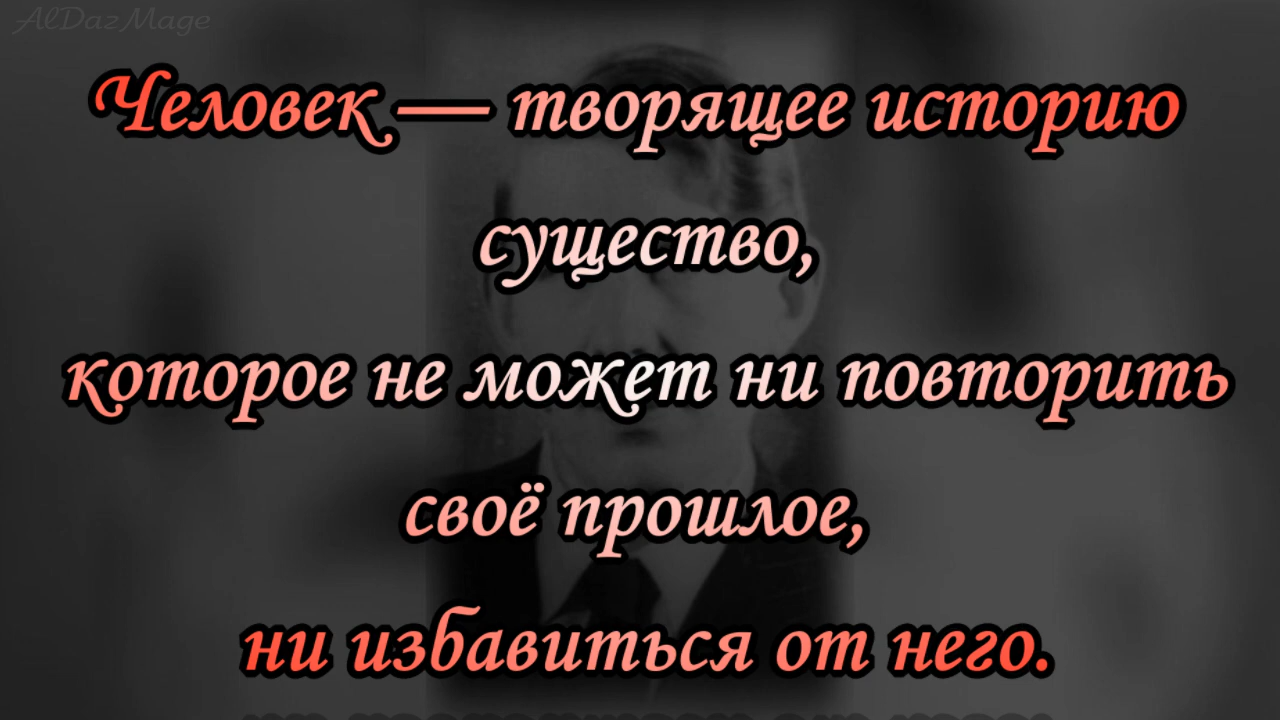 AlDazMage
Человек — творящее историю
существо,
которое не может ни повторить
своё прошлое,
ни избавиться от него.